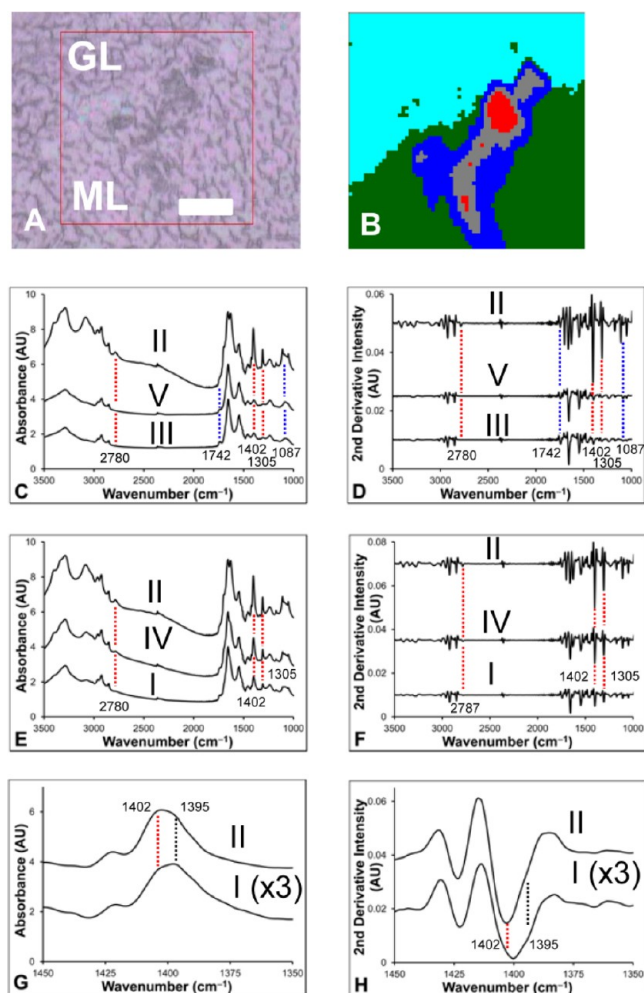 GL
ML
A
B
10
8
6
4
2
0
Absorbance (AU)
II
V
III
2780
1742
1402
1305
1087
3500 3000 2500 2000 1500 1000
C
Wavenumber (cm⁻¹)
0.06
0.04
0.02
0
2nd Derivative Intensity
(AU)
II
V
III
2780
1742
1402
1305
1087
3500 3000 2500 2000 1500 1000
D
Wavenumber (cm⁻¹)
10
8
6
4
2
0
Absorbance (AU)
II
IV
I
2780
1402
1305
3500 3000 2500 2000 1500 1000
E
Wavenumber (cm⁻¹)
0.08
0.06
0.04
0.02
0
2nd Derivative Intensity
(AU)
II
IV
I
2787
1402
1305
3500 3000 2500 2000 1500 1000
F
Wavenumber (cm⁻¹)
6
4
2
0
Absorbance (AU)
1402 1395
II
I (x3)
1450 1425 1400 1375 1350
G
Wavenumber (cm⁻¹)
0.06
0.04
0.02
0
2nd Derivative Intensity
(AU)
II
I (x3)
1402 1395
1450 1425 1400 1375 1350
H
Wavenumber (cm⁻¹)